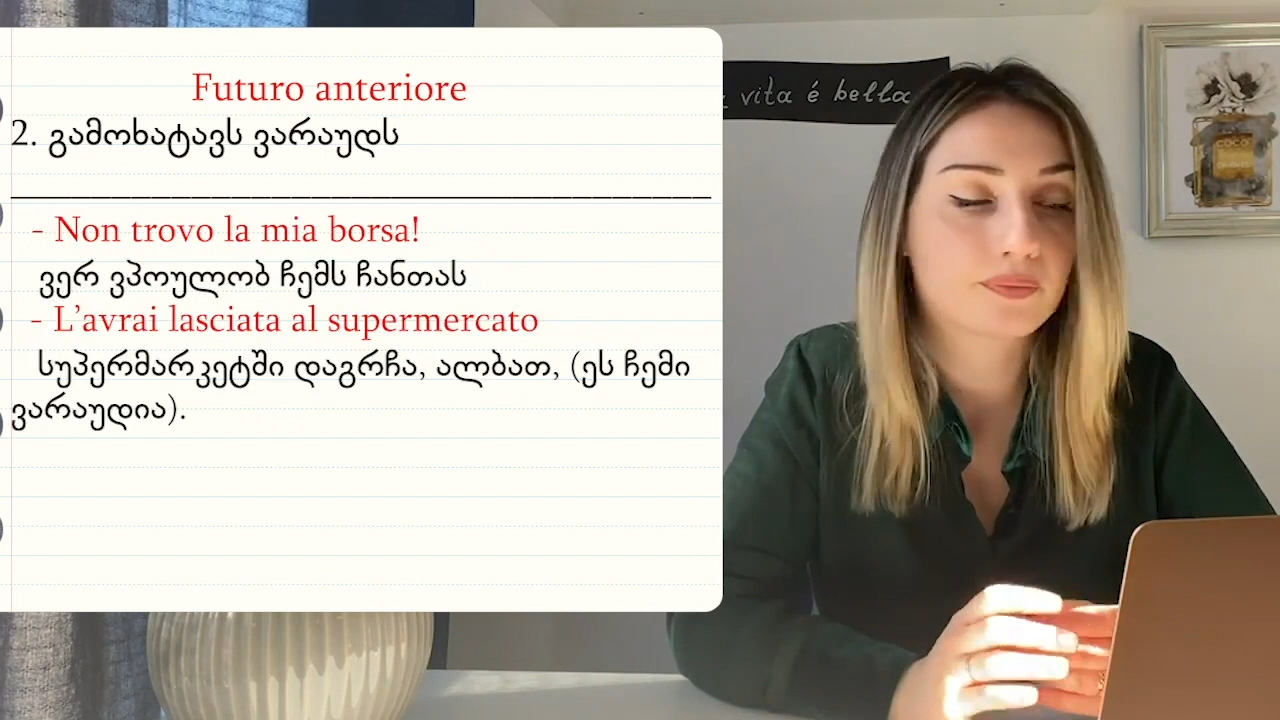 Futuro anteriore
2. გამოხატავს ვარაუდს
- Non trovo la mia borsa!
ვერ ვპოულობ ჩემს ჩანთას
- L’avrai lasciata al supermercato
სუპერმარკეტში დაგრჩა, ალბათ, (ეს ჩემი
ვარაუდია).
vita é bella
COCO